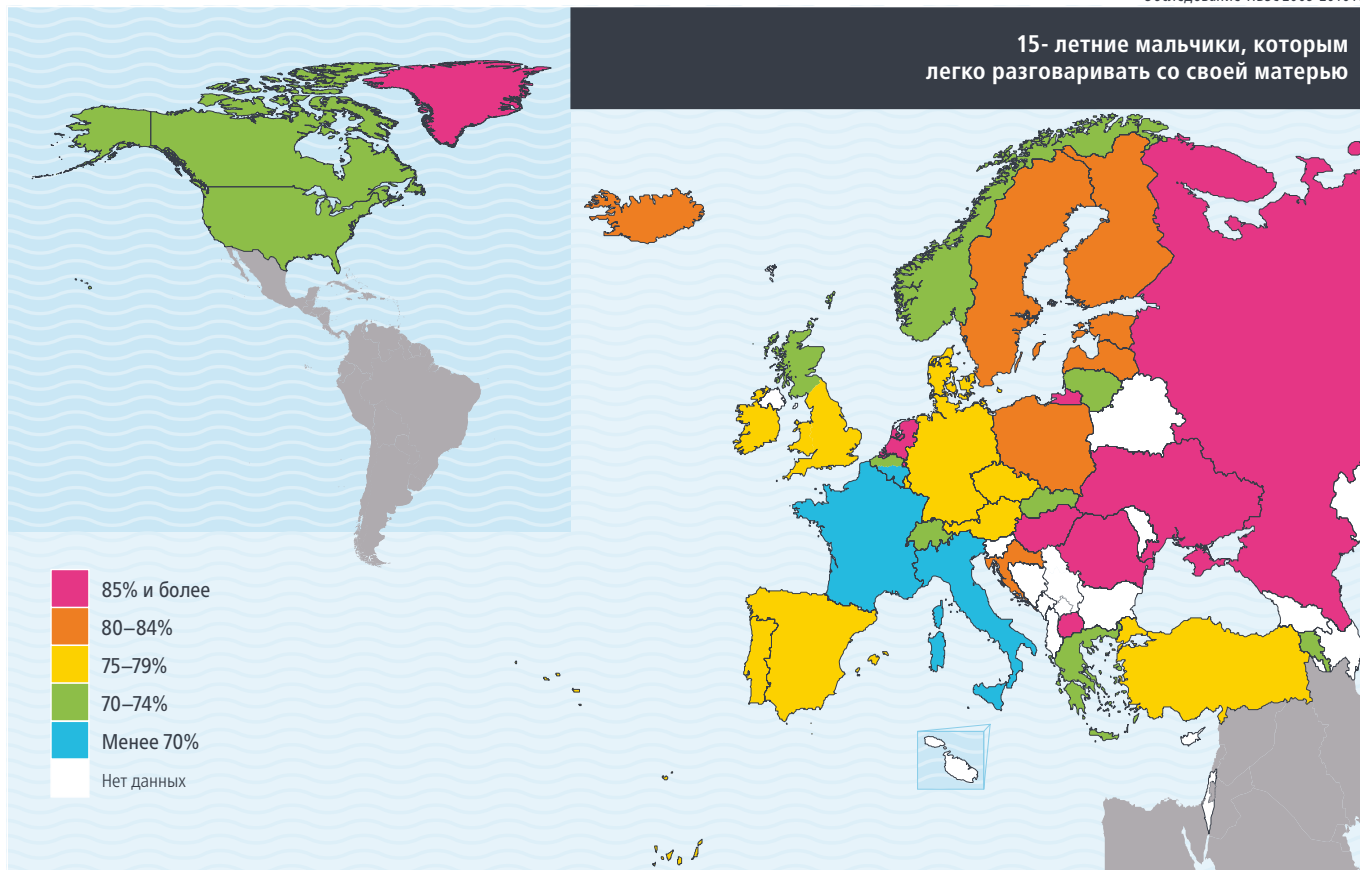 15- летние мальчики, которым
легко разговаривать со своей матерью
85% и более
80–84%
75–79%
70–74%
Менее 70%
Нет данных